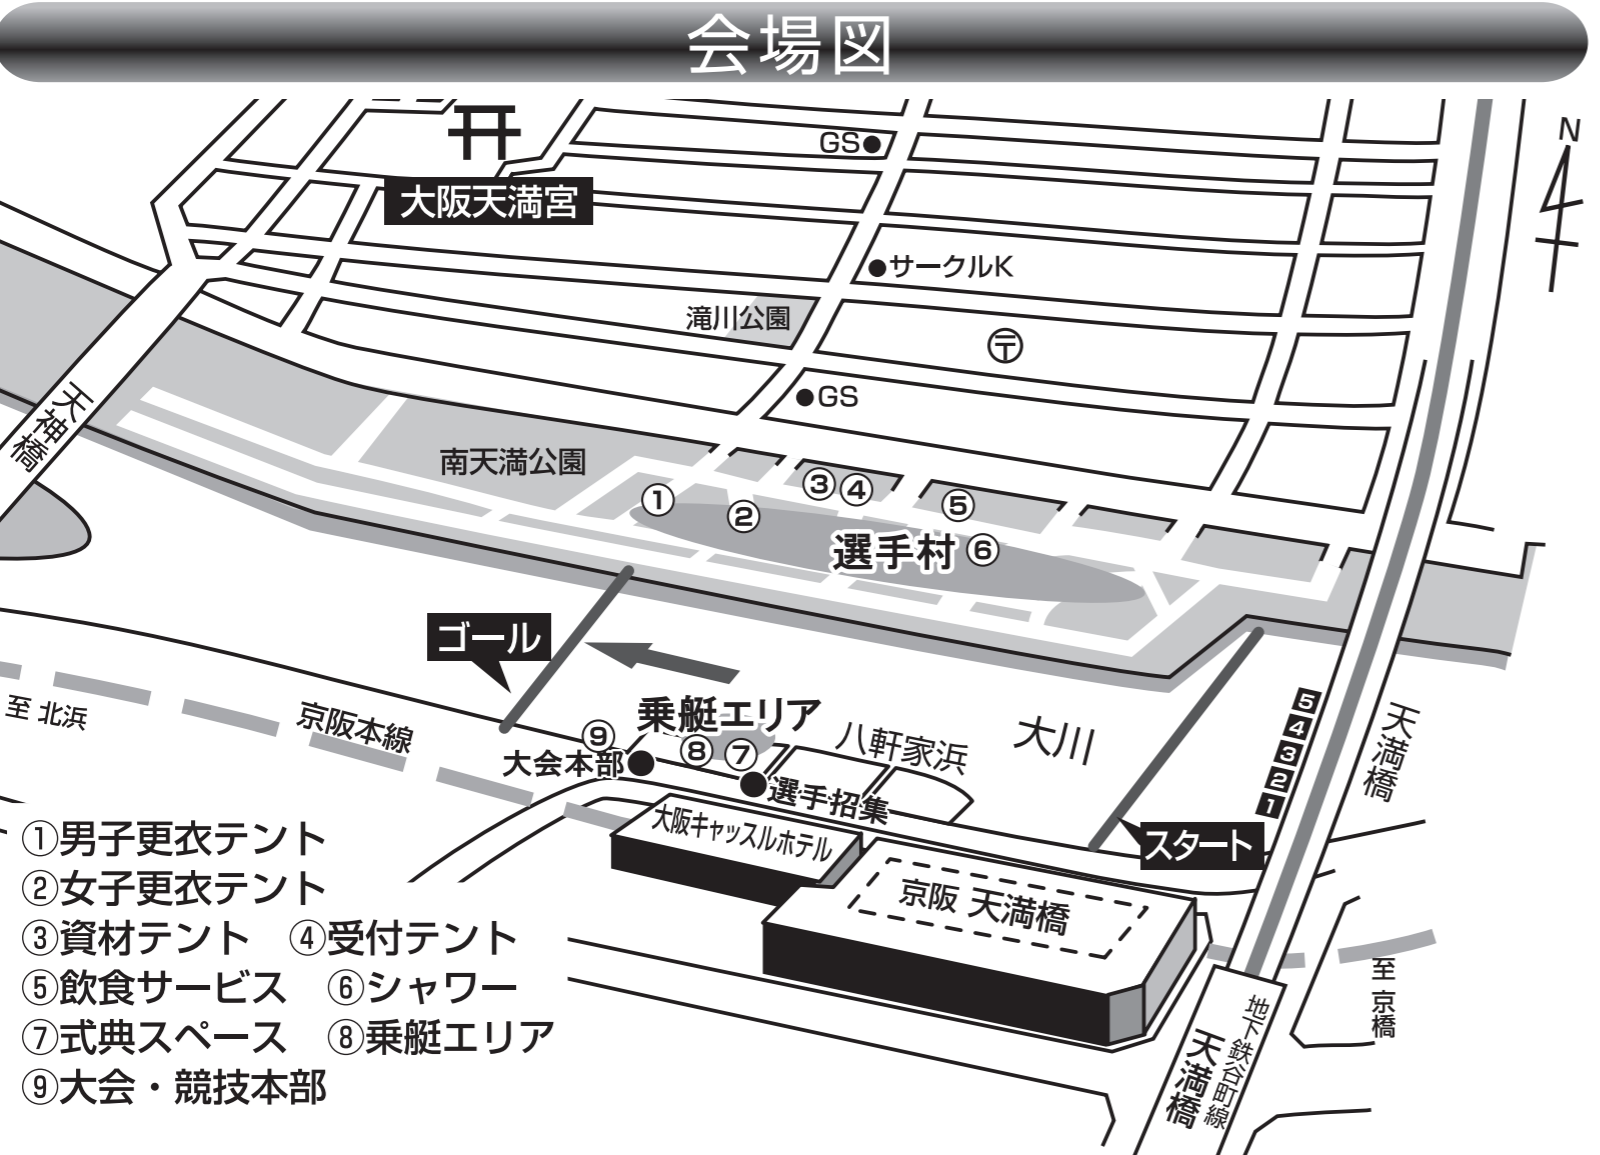 会場図
N
GS
大阪天満宮
サークルK
滝川公園
〒
GS
天神橋
南天満公園
③
④
①
②
⑤
選手村
⑥
ゴール
至 北浜
京阪本線
乗艇エリア
⑨
⑧
⑦
大会本部
選手招集
八軒家浜
大川
5
4
3
2
1
天満橋
スタート
大阪キャッスルホテル
京阪 天満橋
至 京橋
地下鉄谷町線
天満橋
①男子更衣テント
②女子更衣テント
③資材テント ④受付テント
⑤飲食サービス ⑥シャワー
⑦式典スペース ⑧乗艇エリア
⑨大会・競技本部